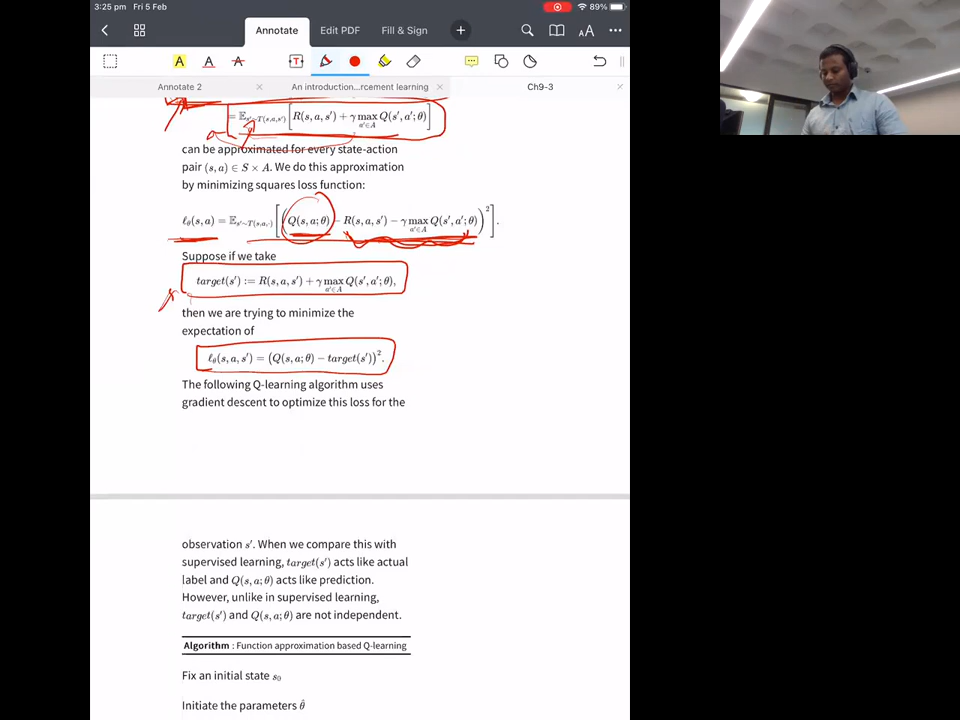 3:25 pm Fri 5 Feb
89%
Annotate
Edit PDF
Fill & Sign
AA
A A A T
Annotate 2
An introduction...rcement learning
Ch9-3
= 𝔼_{s'∼T(s,a,s')} [R(s, a, s') + γ max_{a'∈A} Q(s', a'; θ)]
can be approximated for every state-action
pair (s, a) ∈ S × A. We do this approximation
by minimizing squares loss function:
ℓ_θ(s, a) = 𝔼_{s'∼T(s,a,·)} [(Q(s, a; θ) − R(s, a, s') − γ max_{a'∈A} Q(s', a'; θ))²].
Suppose if we take
target(s') := R(s, a, s') + γ max_{a'∈A} Q(s', a'; θ),
then we are trying to minimize the
expectation of
ℓ_θ(s, a, s') = (Q(s, a; θ) − target(s'))².
The following Q-learning algorithm uses
gradient descent to optimize this loss for the
observation s'. When we compare this with
supervised learning, target(s') acts like actual
label and Q(s, a; θ) acts like prediction.
However, unlike in supervised learning,
target(s') and Q(s, a; θ) are not independent.
Algorithm : Function approximation based Q-learning
Fix an initial state s₀
Initiate the parameters θ̂